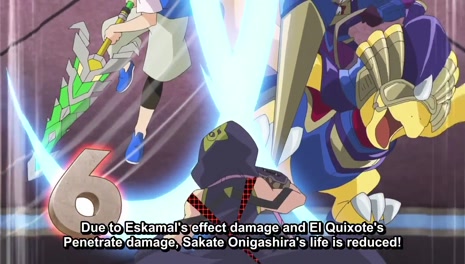 6
Due to Eskamal's effect damage and El Quixote's
Penetrate damage, Sakate Onigashira's life is reduced!